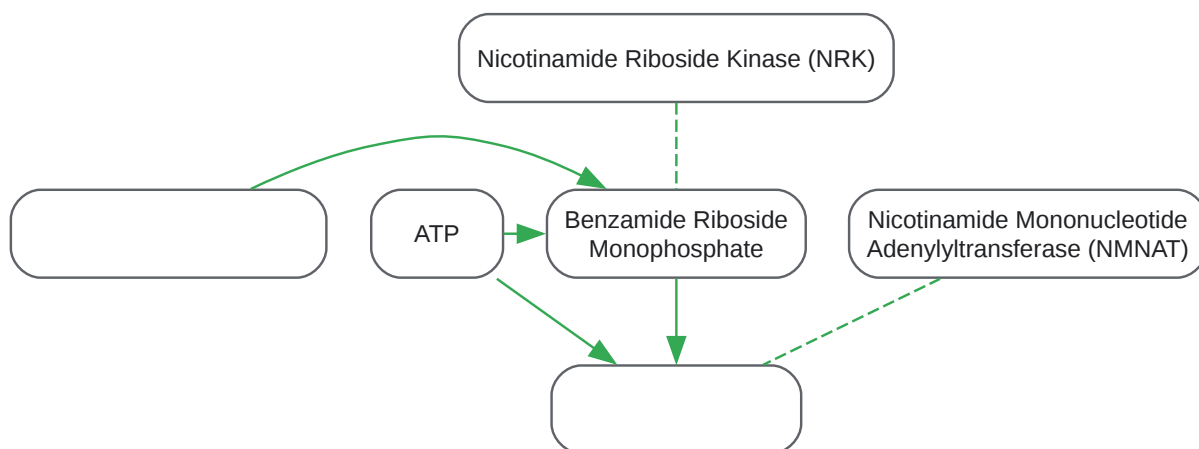 Nicotinamide Riboside Kinase (NRK)
ATP
Benzamide Riboside
Monophosphate
Nicotinamide Mononucleotide
Adenylyltransferase (NMNAT)